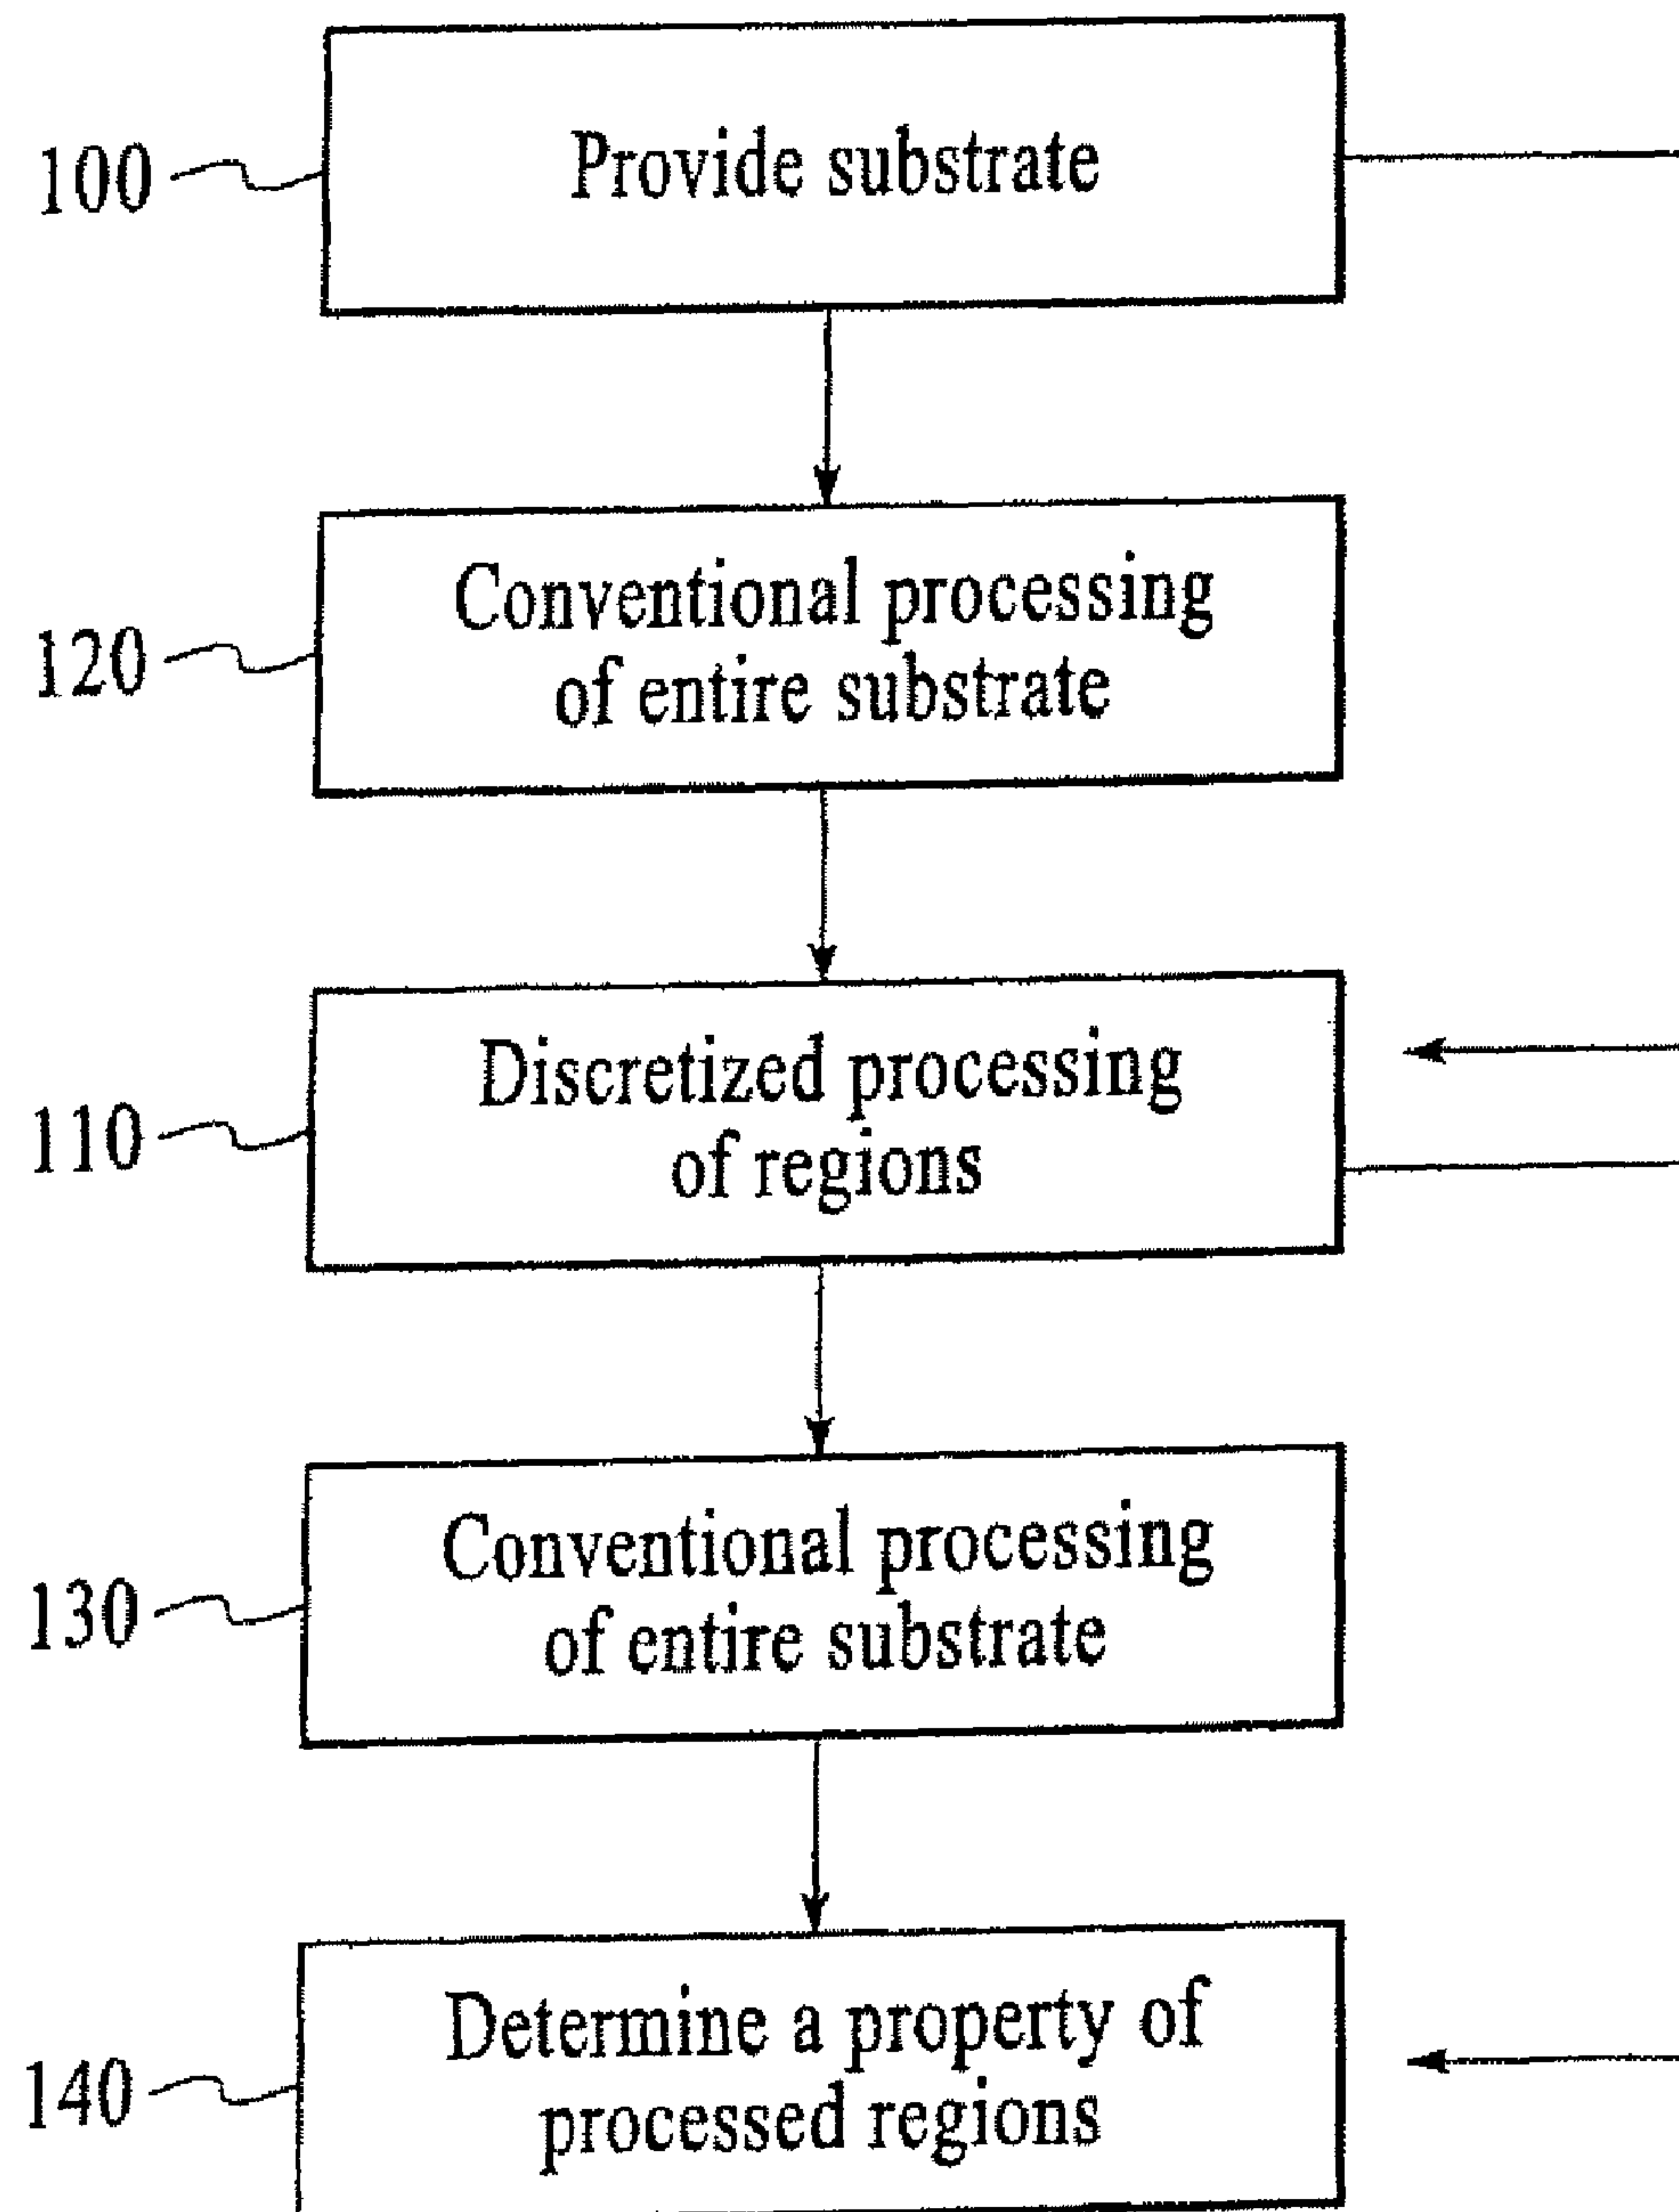 100
Provide substrate
120
Conventional processing
of entire substrate
110
Discretized processing
of regions
130
Conventional processing
of entire substrate
140
Determine a property of
processed regions